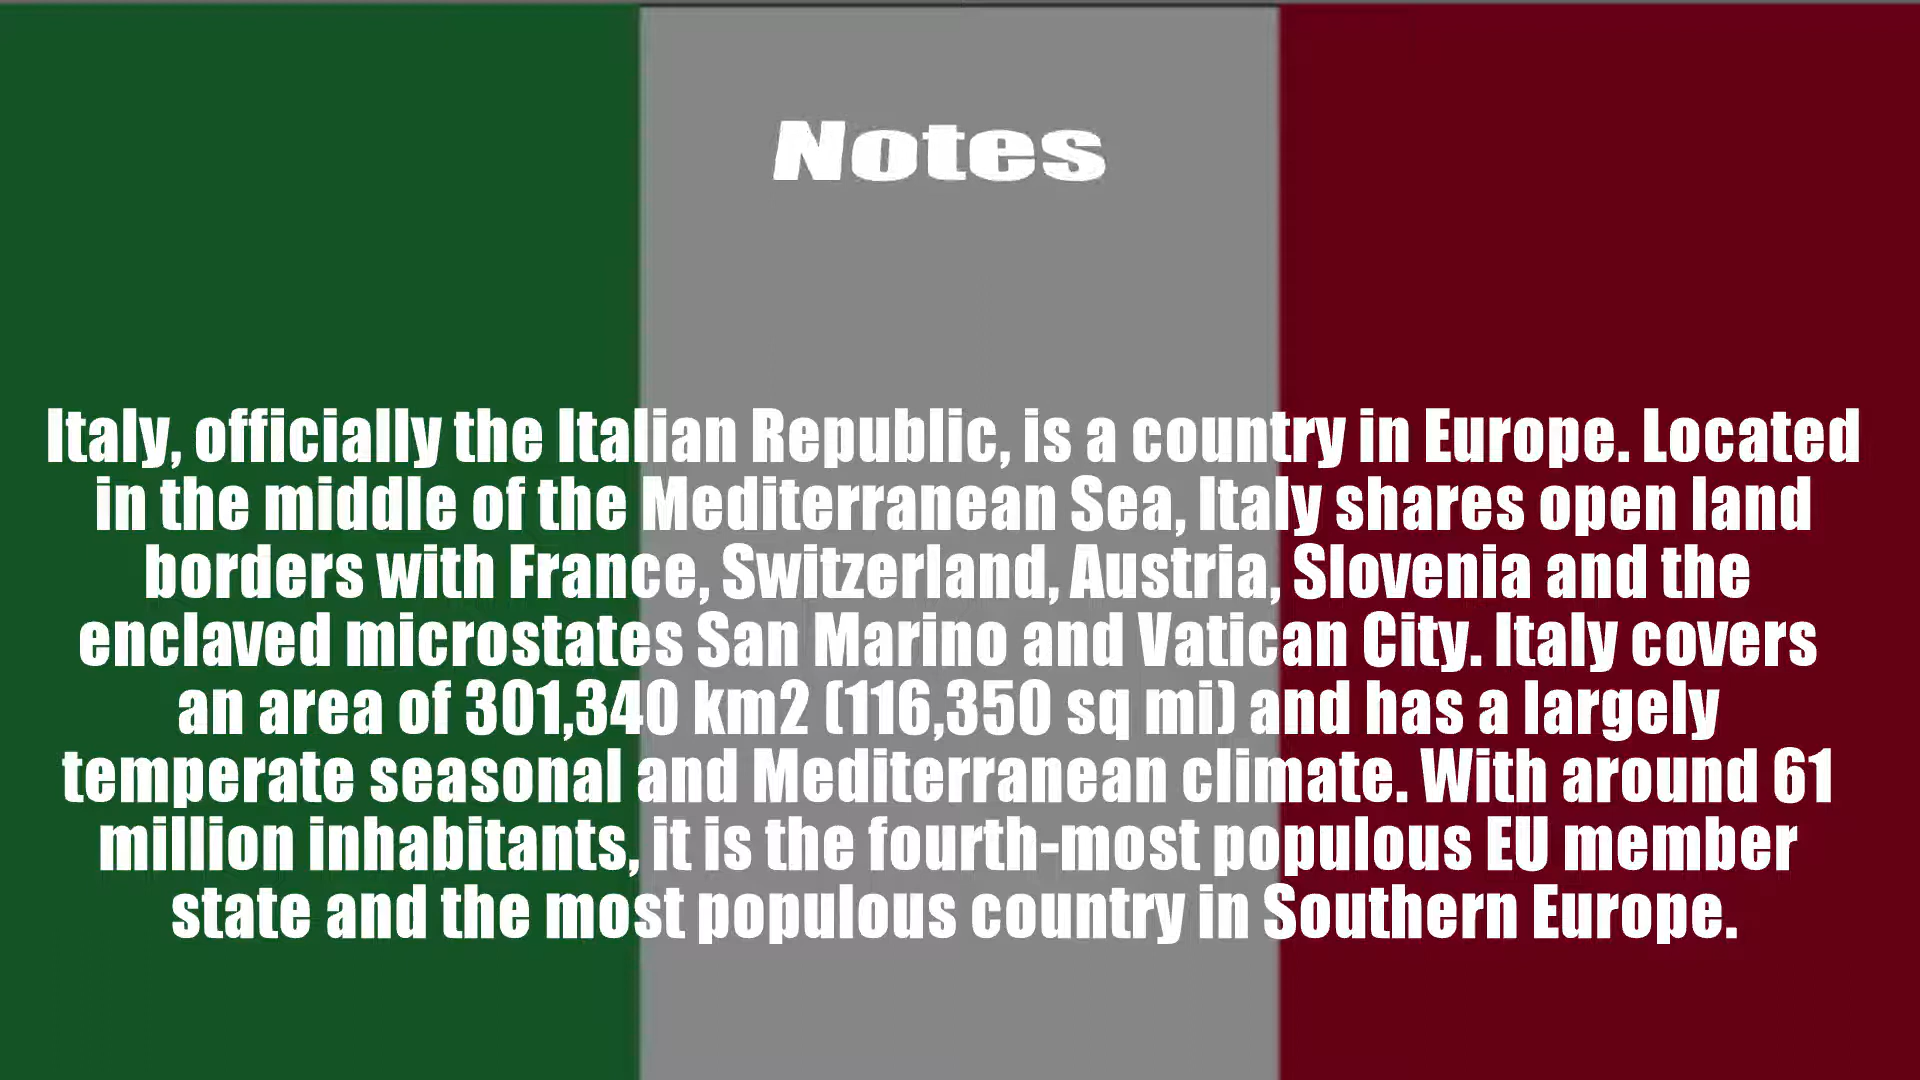 Notes
Italy, officially the Italian Republic, is a country in Europe. Located
in the middle of the Mediterranean Sea, Italy shares open land
borders with France, Switzerland, Austria, Slovenia and the
enclaved microstates San Marino and Vatican City. Italy covers
an area of 301,340 km2 (116,350 sq mi) and has a largely
temperate seasonal and Mediterranean climate. With around 61
million inhabitants, it is the fourth-most populous EU member
state and the most populous country in Southern Europe.